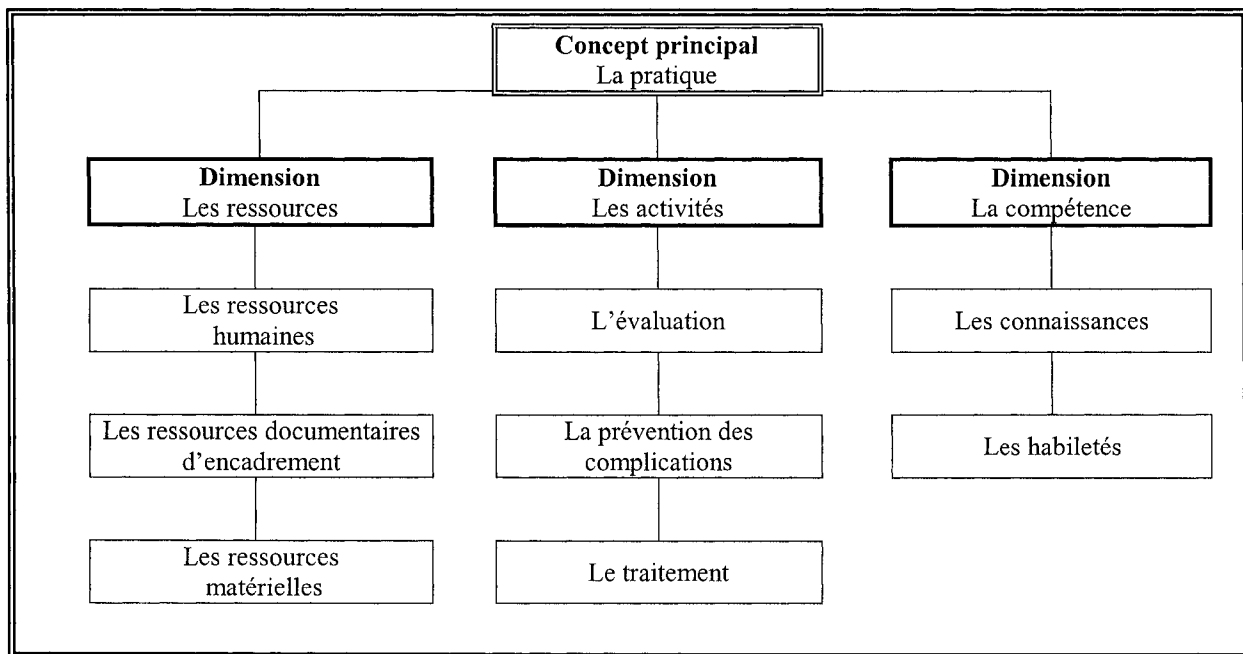 Concept principal
La pratique
Dimension
Les ressources
Dimension
Les activités
Dimension
La compétence
Les ressources
humaines
L'évaluation
Les connaissances
Les ressources documentaires
d'encadrement
La prévention des
complications
Les habiletés
Les ressources
matérielles
Le traitement